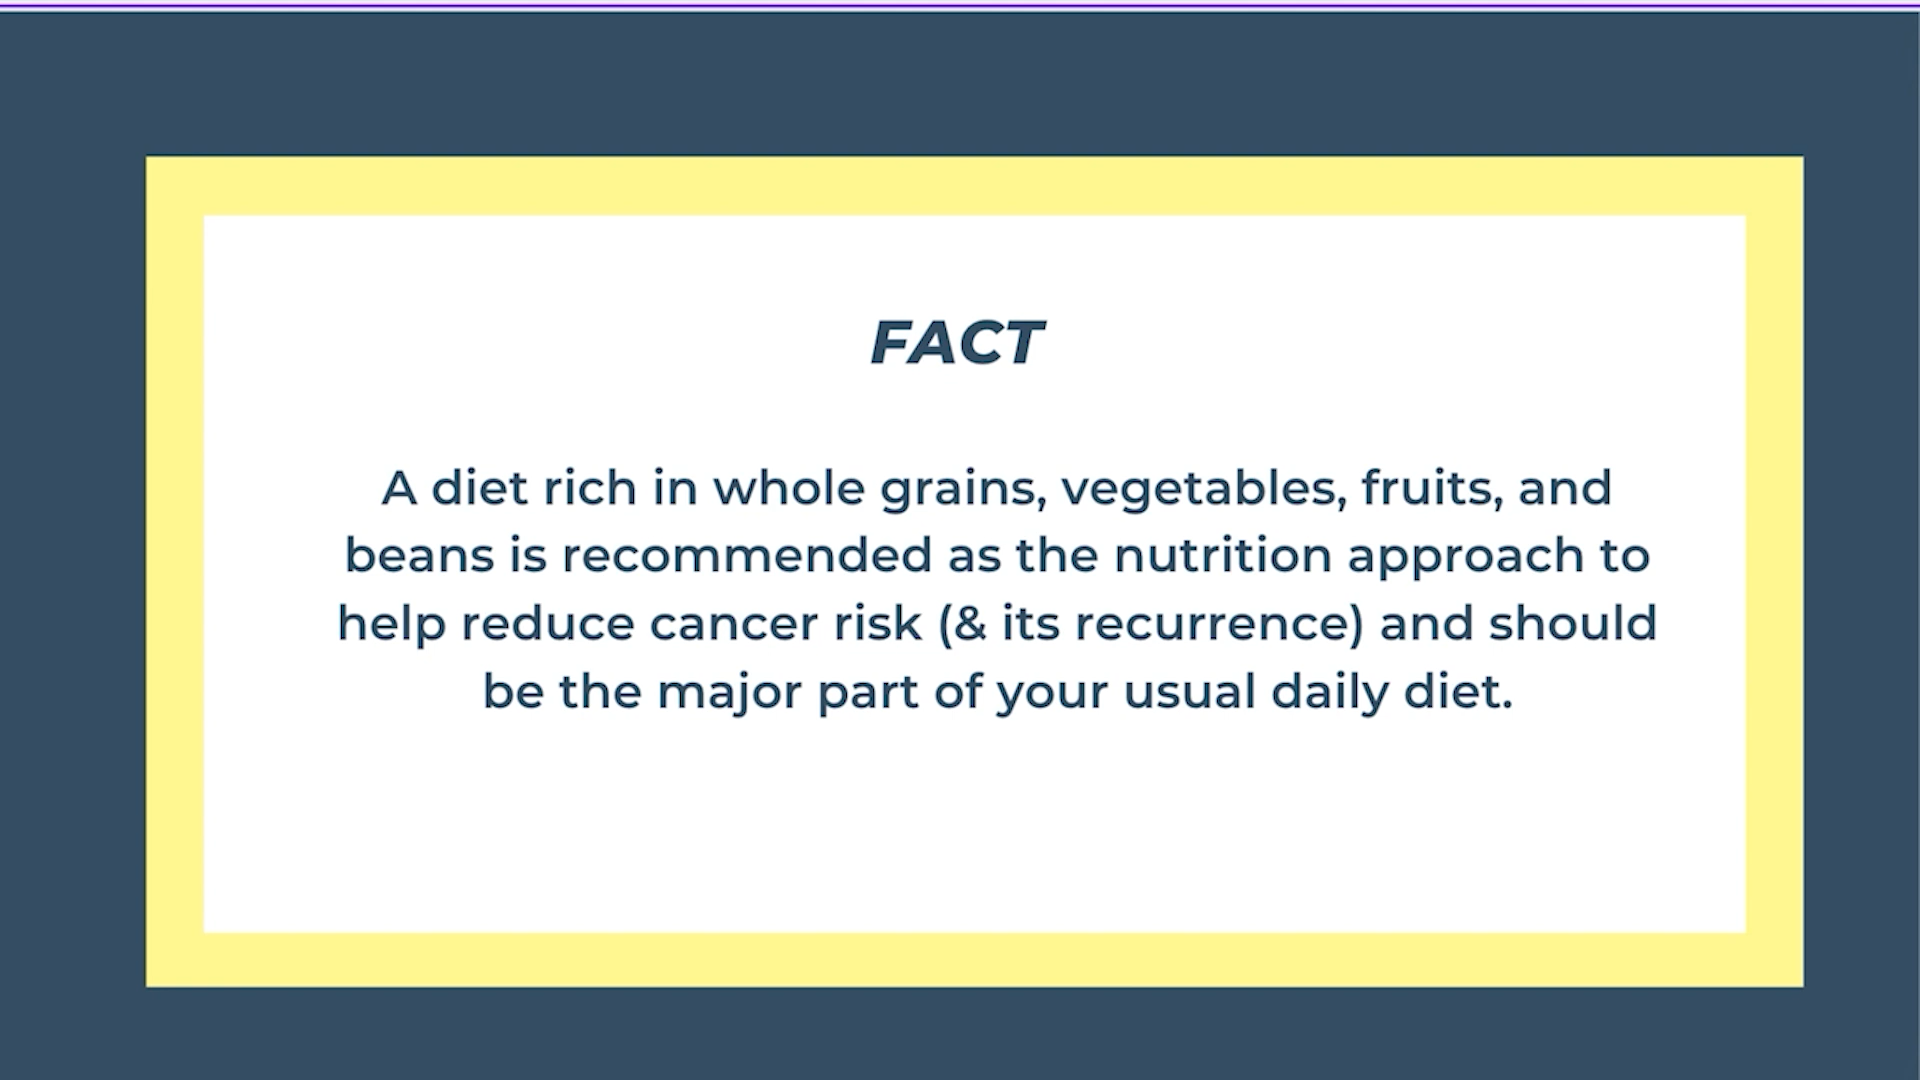 FACT
A diet rich in whole grains, vegetables, fruits, and
beans is recommended as the nutrition approach to
help reduce cancer risk (& its recurrence) and should
be the major part of your usual daily diet.